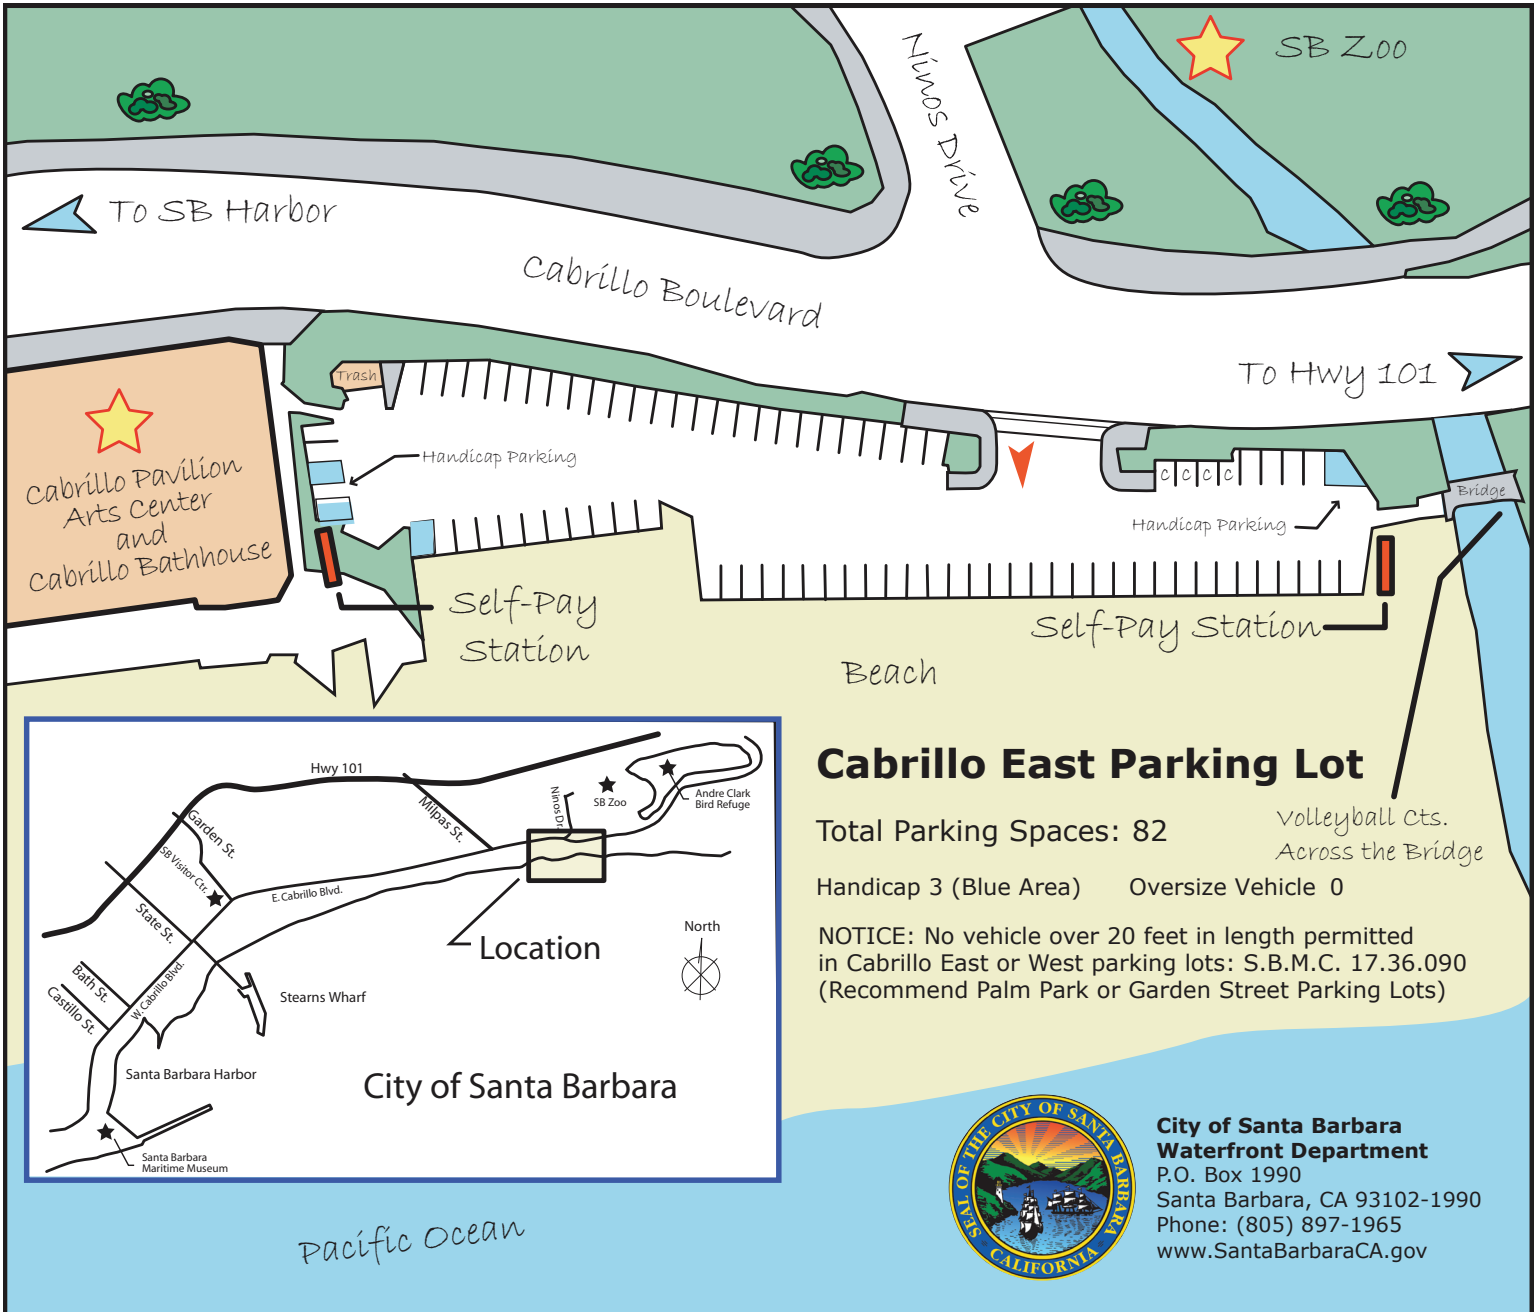 SB Zoo
Ninos Drive
To SB Harbor
Cabrillo Boulevard
To Hwy 101
Trash
Handicap Parking
C C C C
Bridge
Handicap Parking
Cabrillo Pavilion
Arts Center
and
Cabrillo Bathhouse
Self-Pay
Station
Self-Pay Station
Beach
Cabrillo East Parking Lot
Total Parking Spaces: 82
Handicap 3 (Blue Area) Oversize Vehicle 0
NOTICE: No vehicle over 20 feet in length permitted
in Cabrillo East or West parking lots: S.B.M.C. 17.36.090
(Recommend Palm Park or Garden Street Parking Lots)
Volleyball Cts.
Across the Bridge
Hwy 101
Garden St.
Milpas St.
Ninos Dr.
SB Zoo
Andre Clark
Bird Refuge
SB Visitor Ctr.
E. Cabrillo Blvd.
State St.
Location
North
Bath St.
Castillo St.
W. Cabrillo Blvd.
Stearns Wharf
Santa Barbara Harbor
City of Santa Barbara
Santa Barbara
Maritime Museum
Pacific Ocean
SEAL OF THE CITY OF SANTA BARBARA
CALIFORNIA
City of Santa Barbara
Waterfront Department
P.O. Box 1990
Santa Barbara, CA 93102-1990
Phone: (805) 897-1965
www.SantaBarbaraCA.gov